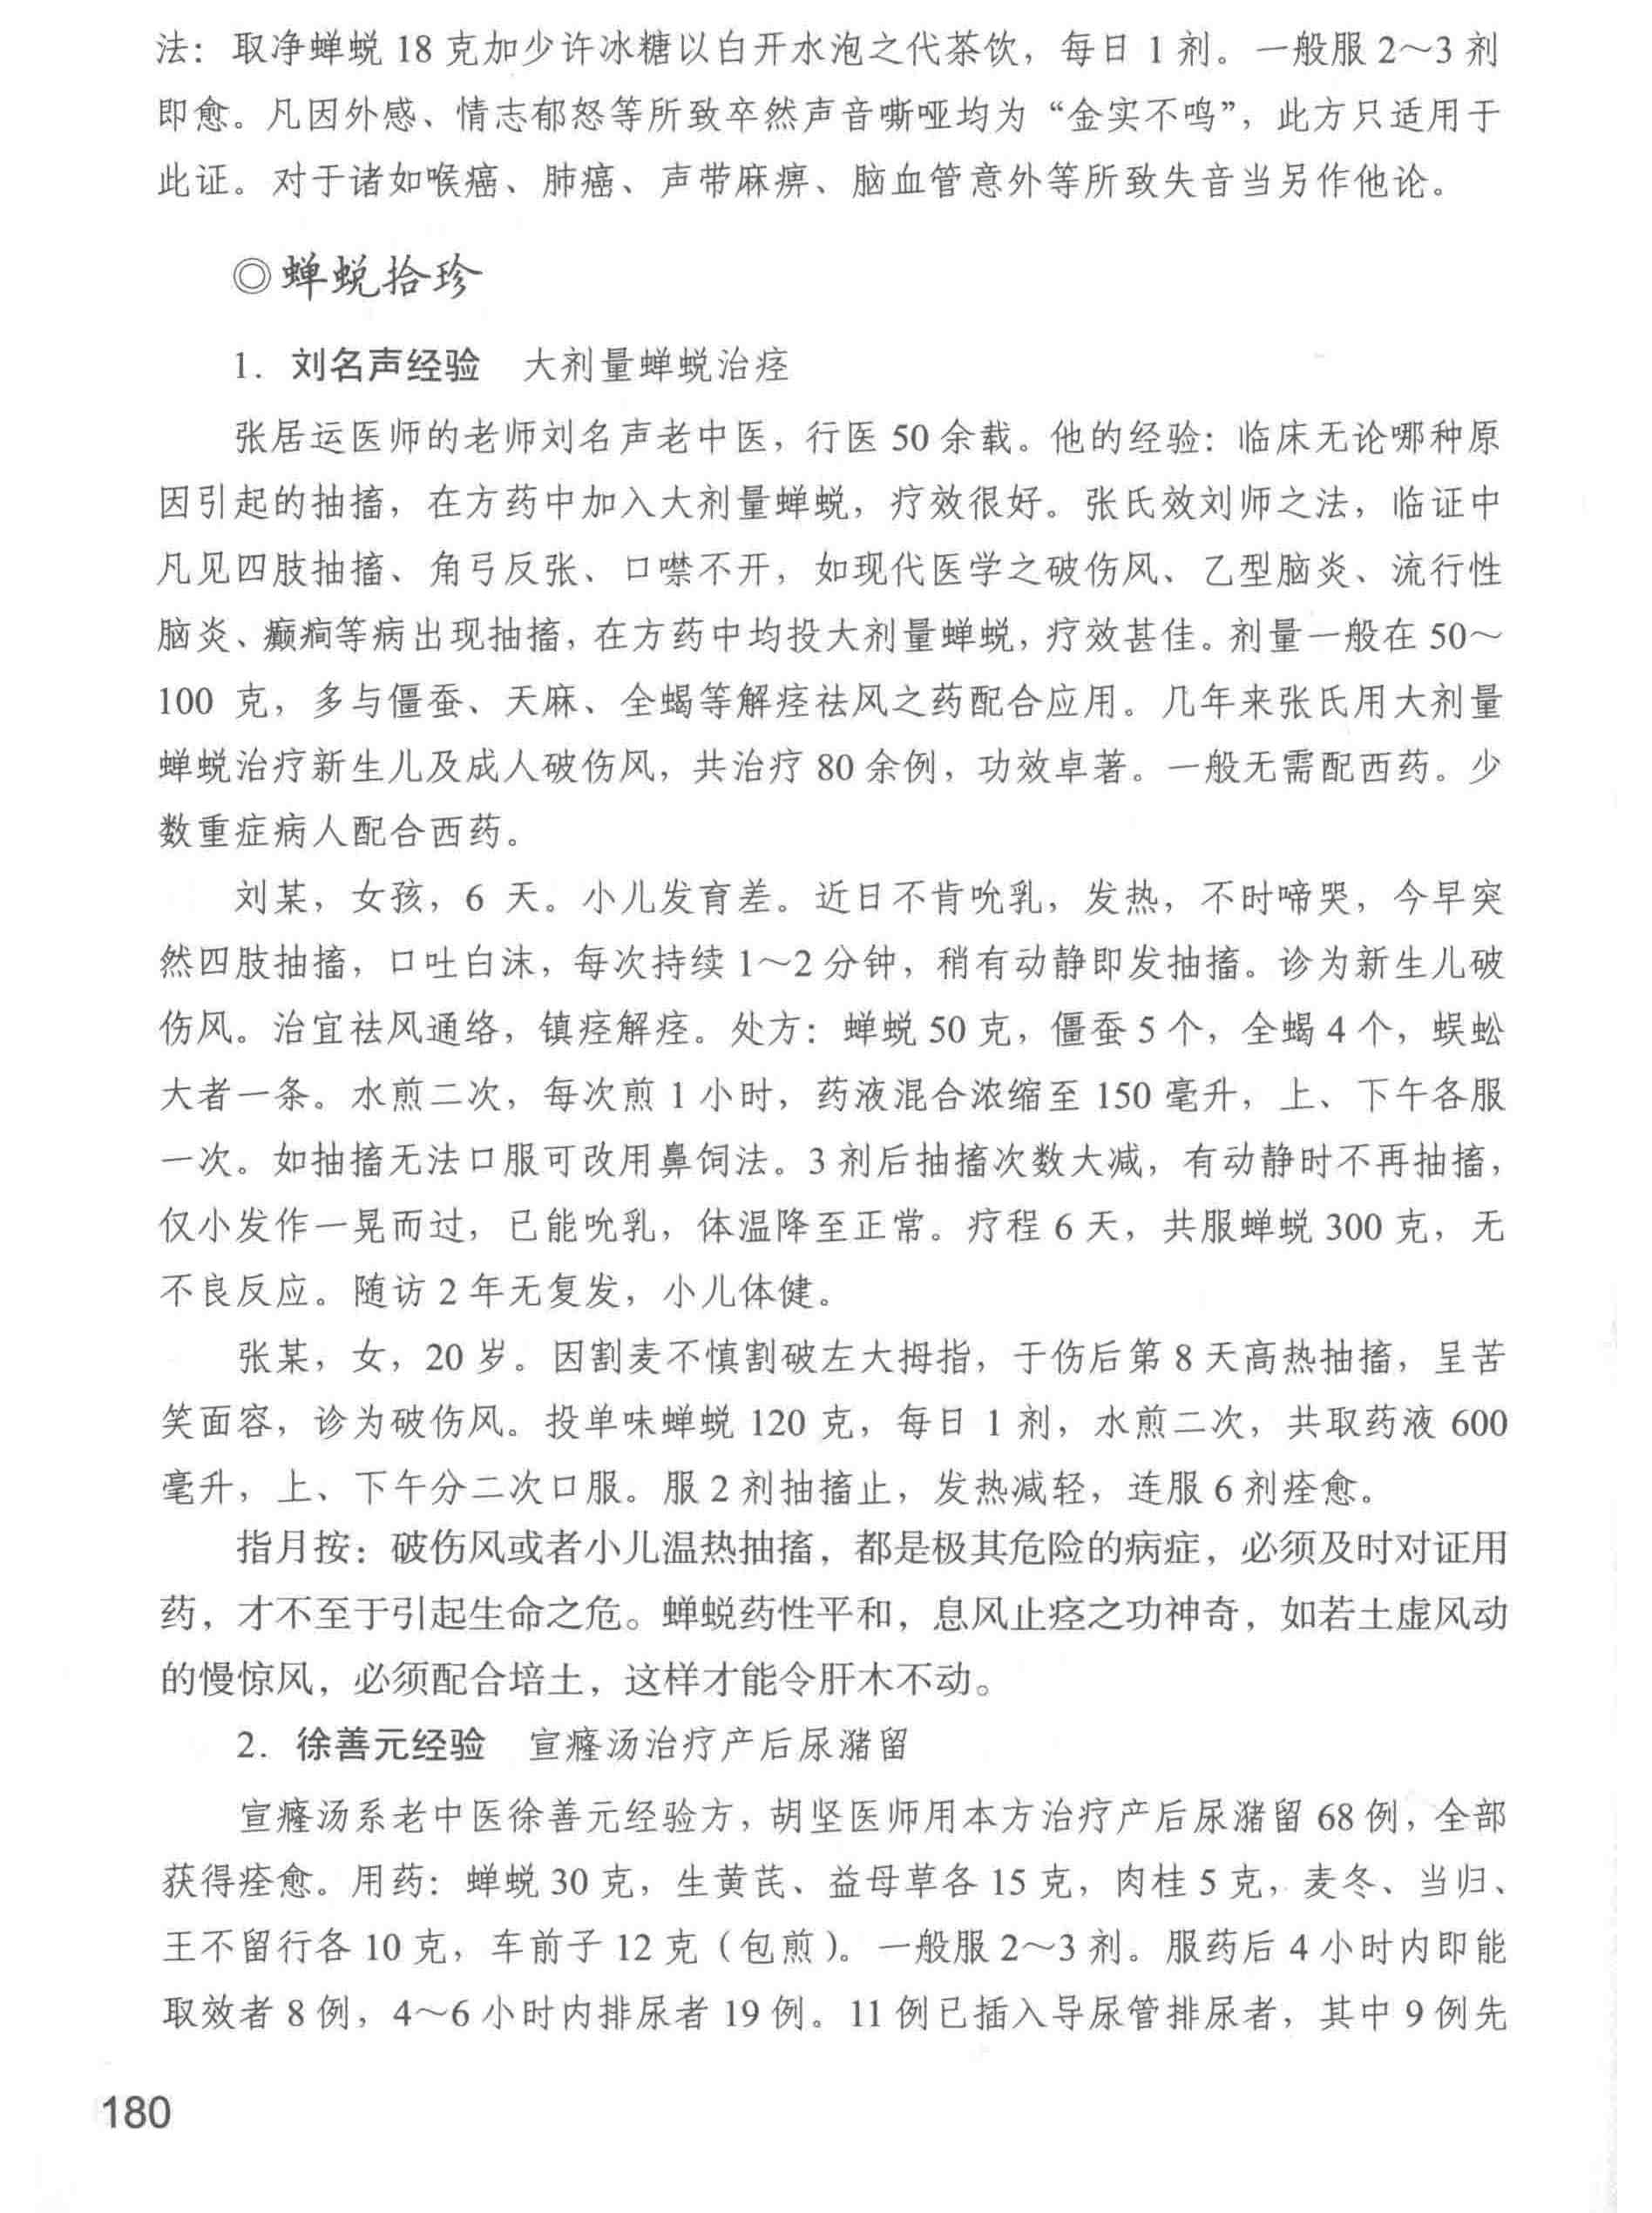 法：取净蝉蜕 18 克加少许冰糖以白开水泡之代茶饮，每日 1 剂。一般服 2～3 剂
即愈。凡因外感、情志郁怒等所致卒然声音嘶哑均为“金实不鸣”，此方只适用于
此证。对于诸如喉癌、肺癌、声带麻痹、脑血管意外等所致失音当另作他论。
◎蝉蜕拾珍
1. 刘名声经验 大剂量蝉蜕治痉
张居运医师的老师刘名声老中医，行医 50 余载。他的经验：临床无论哪种原
因引起的抽搐，在方药中加入大剂量蝉蜕，疗效很好。张氏效刘师之法，临证中
凡见四肢抽搐、角弓反张、口噤不开，如现代医学之破伤风、乙型脑炎、流行性
脑炎、癫痫等病出现抽搐，在方药中均投大剂量蝉蜕，疗效甚佳。剂量一般在 50～
100 克，多与僵蚕、天麻、全蝎等解痉祛风之药配合应用。几年来张氏用大剂量
蝉蜕治疗新生儿及成人破伤风，共治疗 80 余例，功效卓著。一般无需配西药。少
数重症病人配合西药。
刘某，女孩，6 天。小儿发育差。近日不肯吮乳，发热，不时啼哭，今早突
然四肢抽搐，口吐白沫，每次持续 1～2 分钟，稍有动静即发抽搐。诊为新生儿破
伤风。治宜祛风通络，镇痉解痉。处方：蝉蜕 50 克，僵蚕 5 个，全蝎 4 个，蜈蚣
大者一条。水煎二次，每次煎 1 小时，药液混合浓缩至 150 毫升，上、下午各服
一次。如抽搐无法口服可改用鼻饲法。3 剂后抽搐次数大减，有动静时不再抽搐，
仅小发作一晃而过，已能吮乳，体温降至正常。疗程 6 天，共服蝉蜕 300 克，无
不良反应。随访 2 年无复发，小儿体健。
张某，女，20 岁。因割麦不慎割破左大拇指，于伤后第 8 天高热抽搐，呈苦
笑面容，诊为破伤风。投单味蝉蜕 120 克，每日 1 剂，水煎二次，共取药液 600
毫升，上、下午分二次口服。服 2 剂抽搐止，发热减轻，连服 6 剂痊愈。
指月按：破伤风或者小儿温热抽搐，都是极其危险的病症，必须及时对证用
药，才不至于引起生命之危。蝉蜕药性平和，息风止痉之功神奇，如若土虚风动
的慢惊风，必须配合培土，这样才能令肝木不动。
2. 徐善元经验 宣癃汤治疗产后尿潴留
宣癃汤系老中医徐善元经验方，胡坚医师用本方治疗产后尿潴留 68 例，全部
获得痊愈。用药：蝉蜕 30 克，生黄芪、益母草各 15 克，肉桂 5 克，麦冬、当归、
王不留行各 10 克，车前子 12 克（包煎）。一般服 2～3 剂。服药后 4 小时内即能
取效者 8 例，4～6 小时内排尿者 19 例。11 例已插入导尿管排尿者，其中 9 例先
180